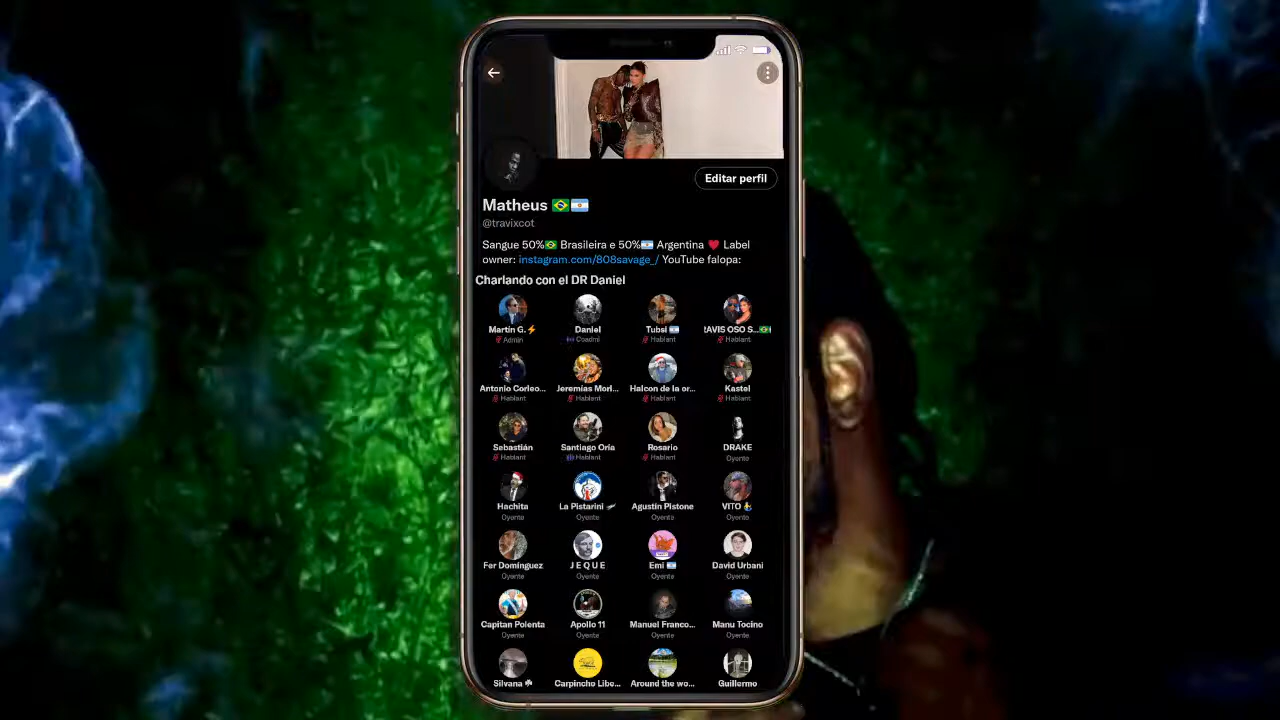 Editar perfil
Matheus 🇧🇷🇦🇷
@travixcot
Sangue 50%🇧🇷 Brasileira e 50%🇦🇷 Argentina ♥️ Label
owner: instagram.com/808savage_/ YouTube falopa:
Charlando con el DR Daniel
Martín G.⚡ Daniel Tubsi 🇦🇷 RAVIS OSO S...🇧🇷
Admin Coadmi Hablant Hablant
Antonio Corleo... Jeremías Morl... Halcon de la or... Kastel
Hablant Hablant Hablant Hablant
Sebastián Santiago Oría Rosario DRAKE
Hablant Hablant Hablant Oyente
Hachita La Pistarini Agustin Pistone VITO
Oyente Oyente Oyente Oyente
Fer Domínguez J E Q U E Emi 🇦🇷 David Urbani
Oyente Oyente Oyente Oyente
Capitan Polenta Apollo 11 Manuel Franco... Manu Tocino
Oyente Oyente Oyente Oyente
Silvana ☘ Carpincho Libe... Around the wo... Guillermo